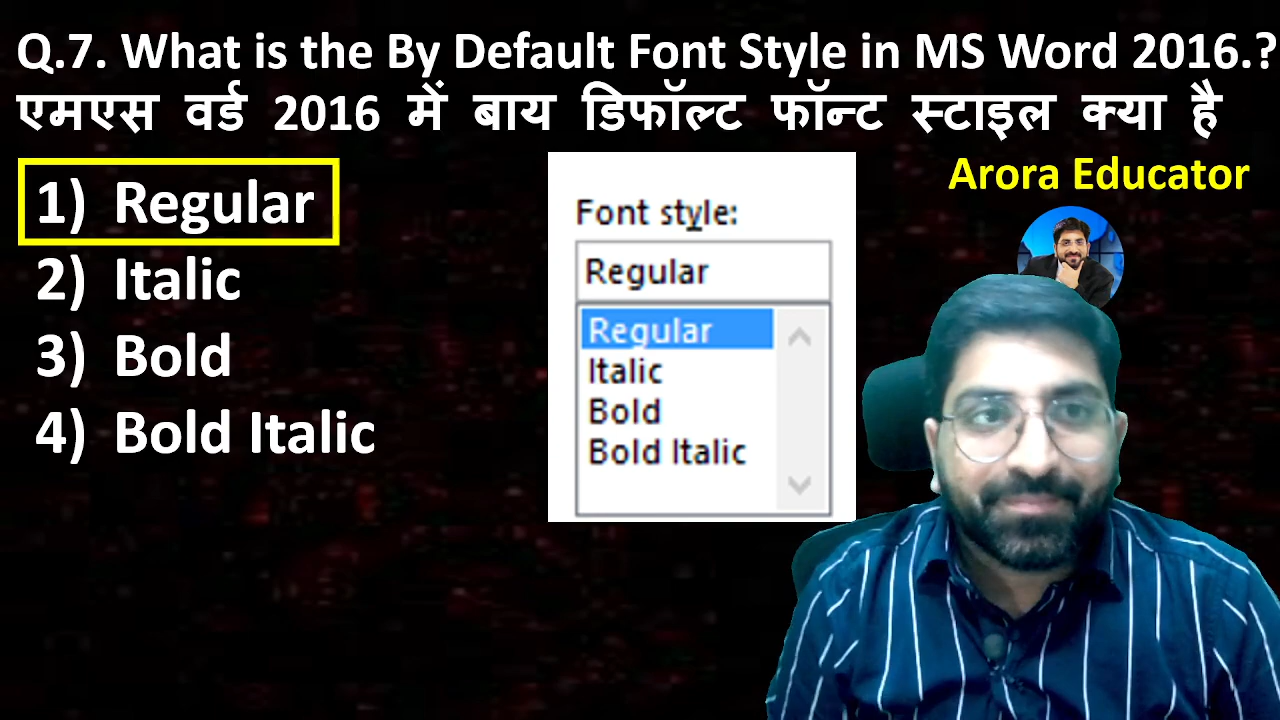 Q.7. What is the By Default Font Style in MS Word 2016.?
एमएस वर्ड 2016 में बाय डिफॉल्ट फॉन्ट स्टाइल क्या है
Arora Educator
1) Regular
2) Italic
3) Bold
4) Bold Italic
Font style:
Regular
Regular
Italic
Bold
Bold Italic